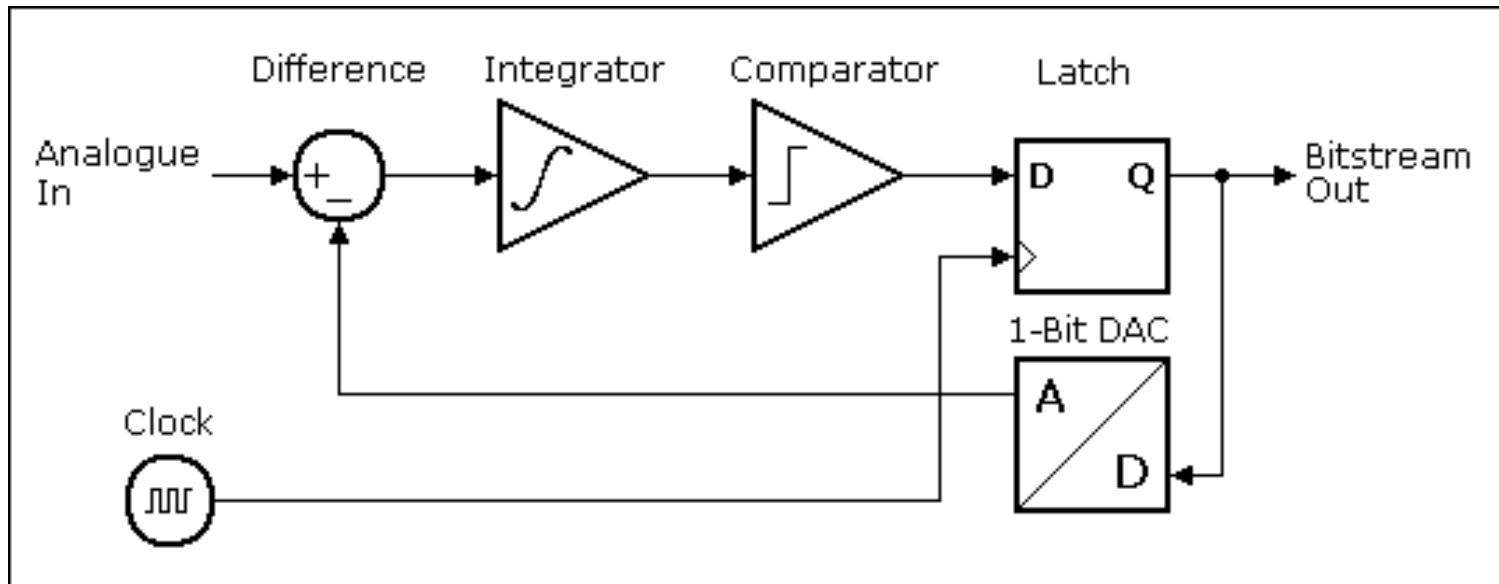 Difference
Integrator
Comparator
Latch
Analogue
In
+
−
D
Q
Bitstream
Out
1-Bit DAC
A
D
Clock